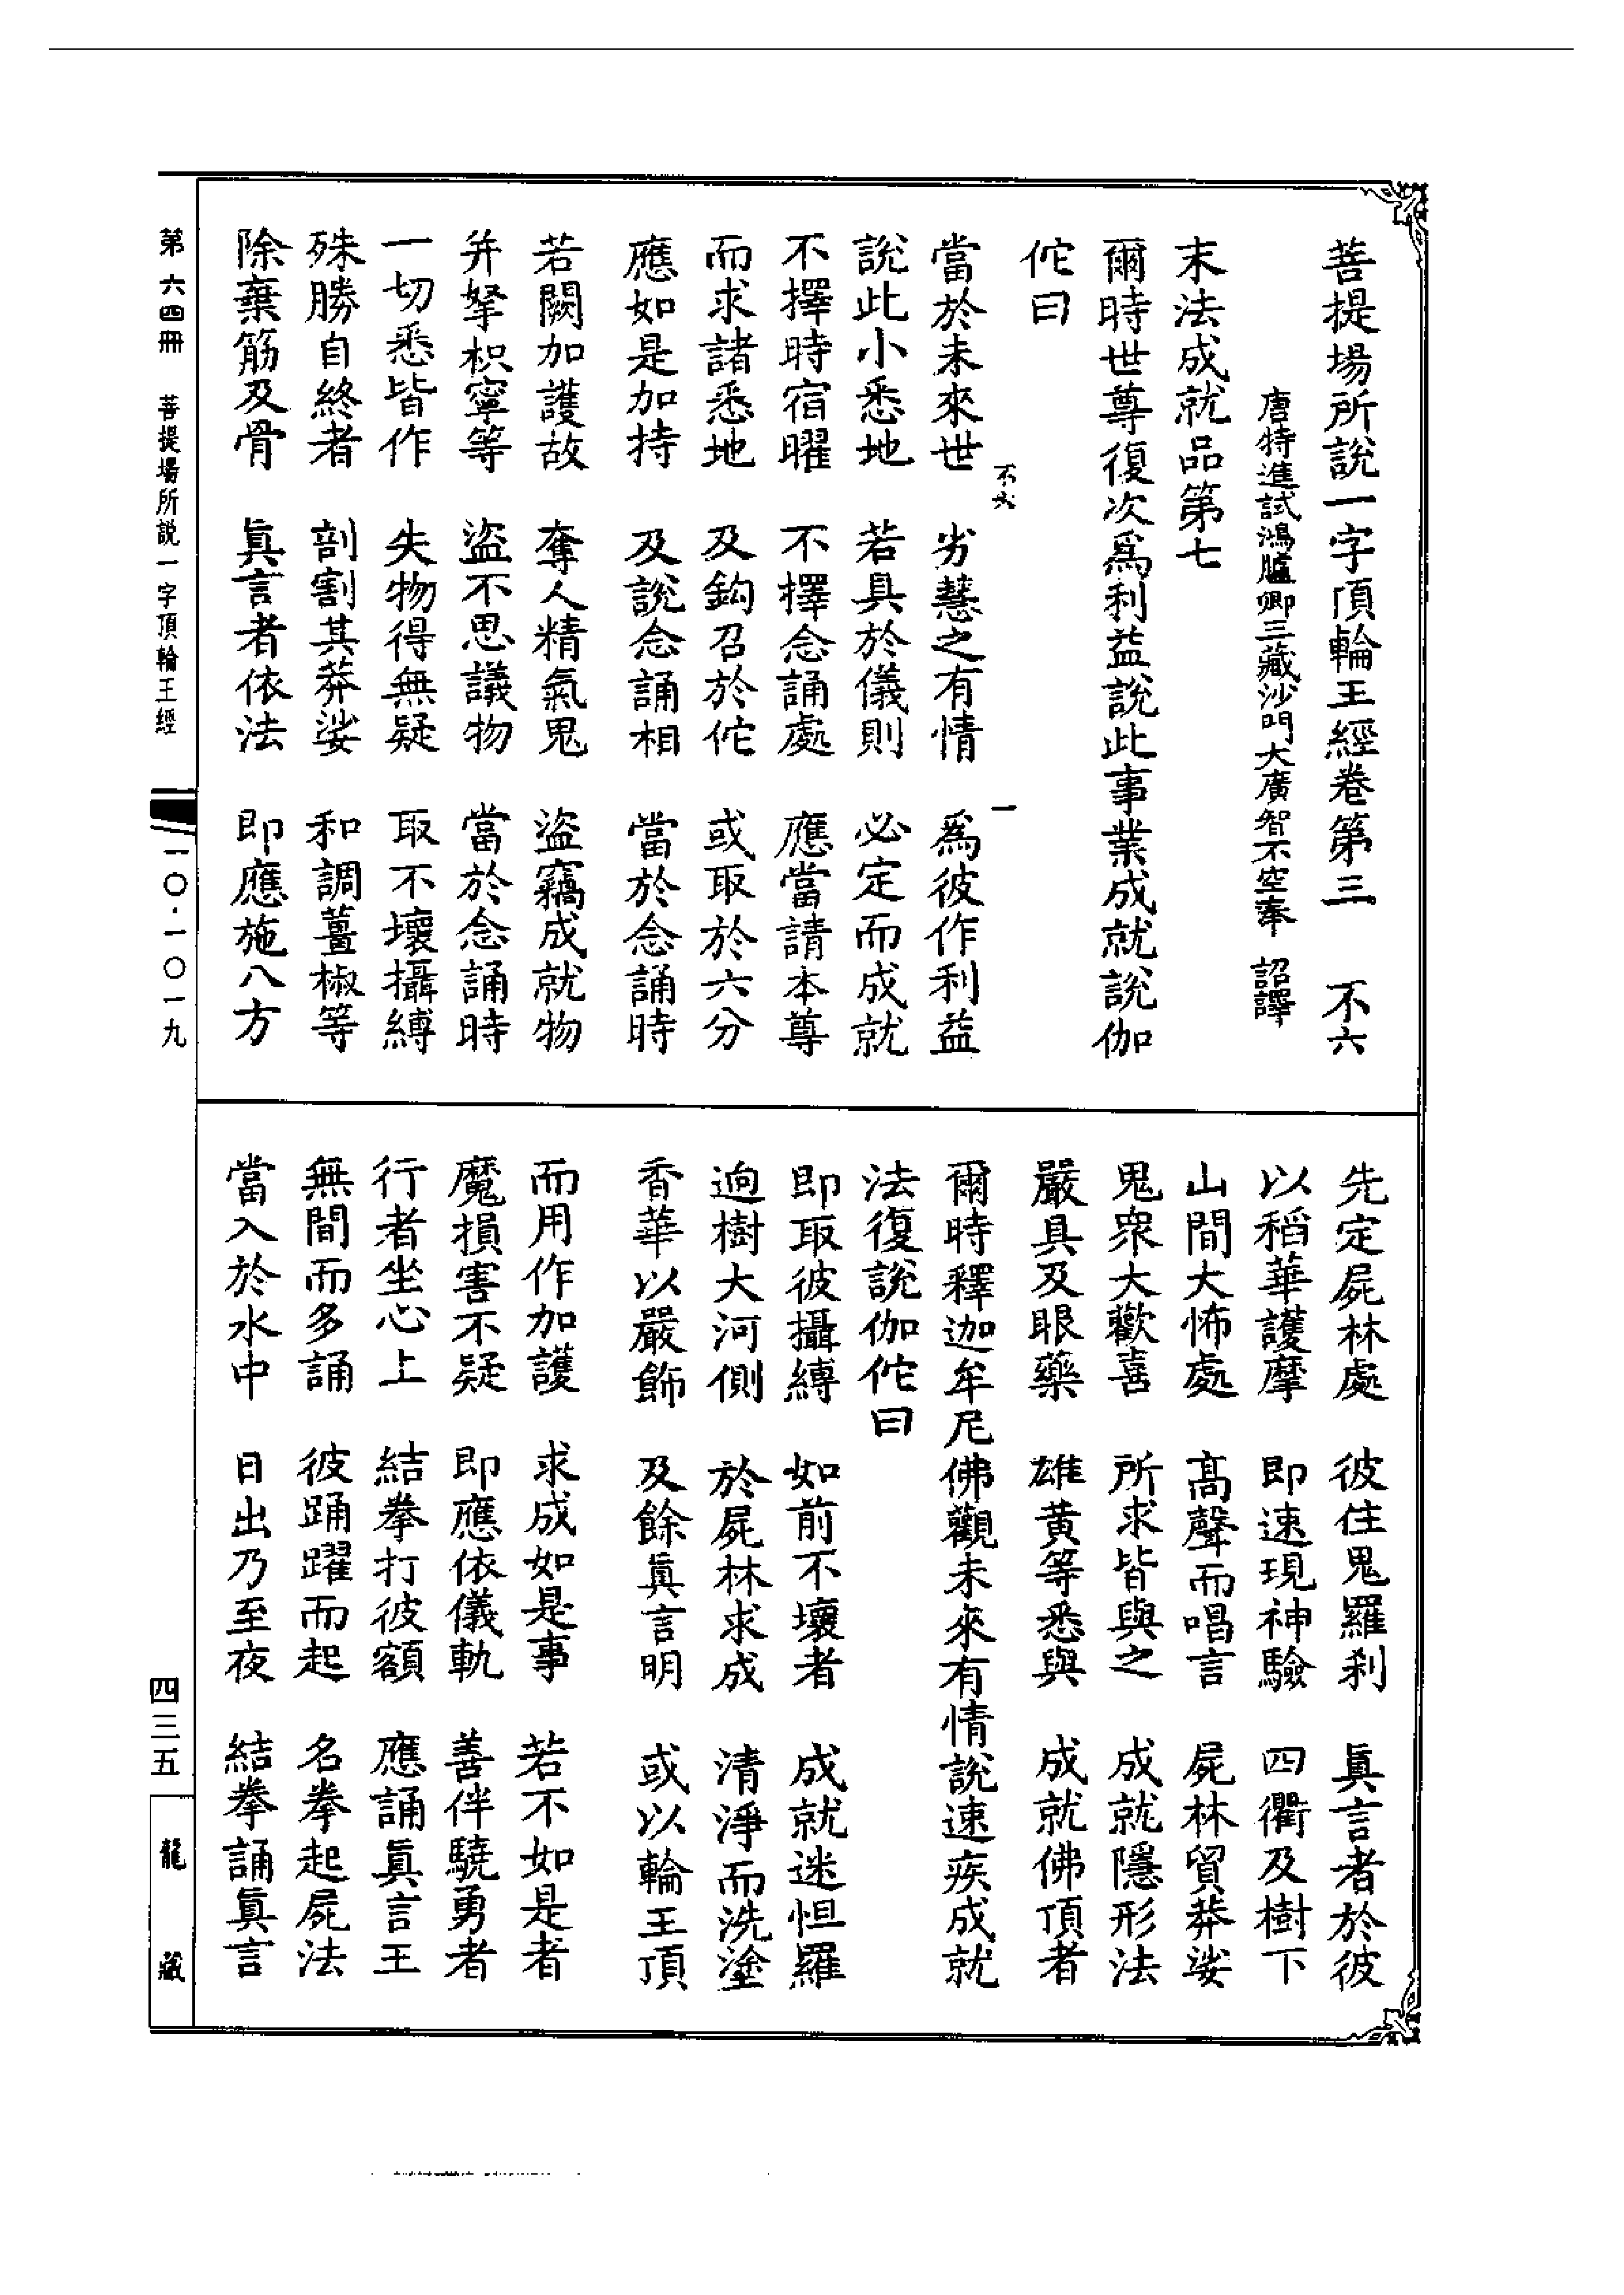 菩提場所説一字頂輪王經卷第三 不六
唐特進試鴻臚卿三藏沙門大廣智不空奉 詔譯
末法成就品第七
爾時世尊復次爲利益說此事業成就說伽
佗曰
不六 一
當於未來世 劣慧之有情 爲彼作利益
說此小悉地 若具於儀則 必定而成就
不擇時宿曜 不擇念誦處 應當請本尊
而求諸悉地 及鈎召於佗 或取於六分
應如是加持 及說念誦相 當於念誦時
若闕加護故 奪人精氣鬼 盜竊成就物
并拏枳寧等 盜不思議物 當於念誦時
一切悉皆作 失物得無疑 取不壞攝縛
殊勝自終者 剖割其莽娑 和調薑椒等
除棄筋及骨 眞言者依法 即應施八方
先定屍林處 彼住鬼羅刹 眞言者於彼
以稻華護摩 即速現神驗 四衢及樹下
山間大怖處 高聲而唱言 屍林貿莽娑
鬼衆大歡喜 所求皆與之 成就隱形法
嚴具及眼藥 雄黃等悉與 成就佛頂者
爾時釋迦牟尼佛觀未來有情說速疾成就
法復說伽佗曰
即取彼攝縛 如前不壞者 成就迷怛羅
逈樹大河側 於屍林求成 清淨而洗塗
香華以嚴飾 及餘眞言明 或以輪王頂
而用作加護 求成如是事 若不如是者
魔損害不疑 即應依儀軌 善伴驍勇者
行者坐心上 結拳打彼額 應誦眞言王
無間而多誦 彼踊躍而起 名拳起屍法
當入於水中 日出乃至夜 結拳誦眞言
第六四冊 菩提場所說一字頂輪王經
一〇·一〇一九
四三五
龍藏